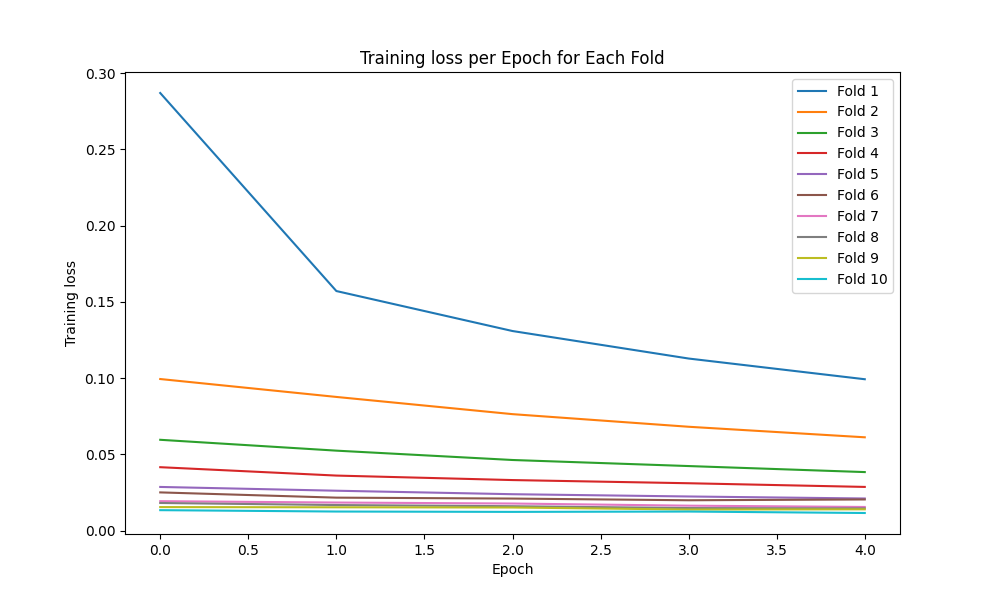 Training loss per Epoch for Each Fold
0.30
0.25
0.20
0.15
0.10
0.05
0.00
Training loss
Fold 1
Fold 2
Fold 3
Fold 4
Fold 5
Fold 6
Fold 7
Fold 8
Fold 9
Fold 10
0.0 0.5 1.0 1.5 2.0 2.5 3.0 3.5 4.0
Epoch